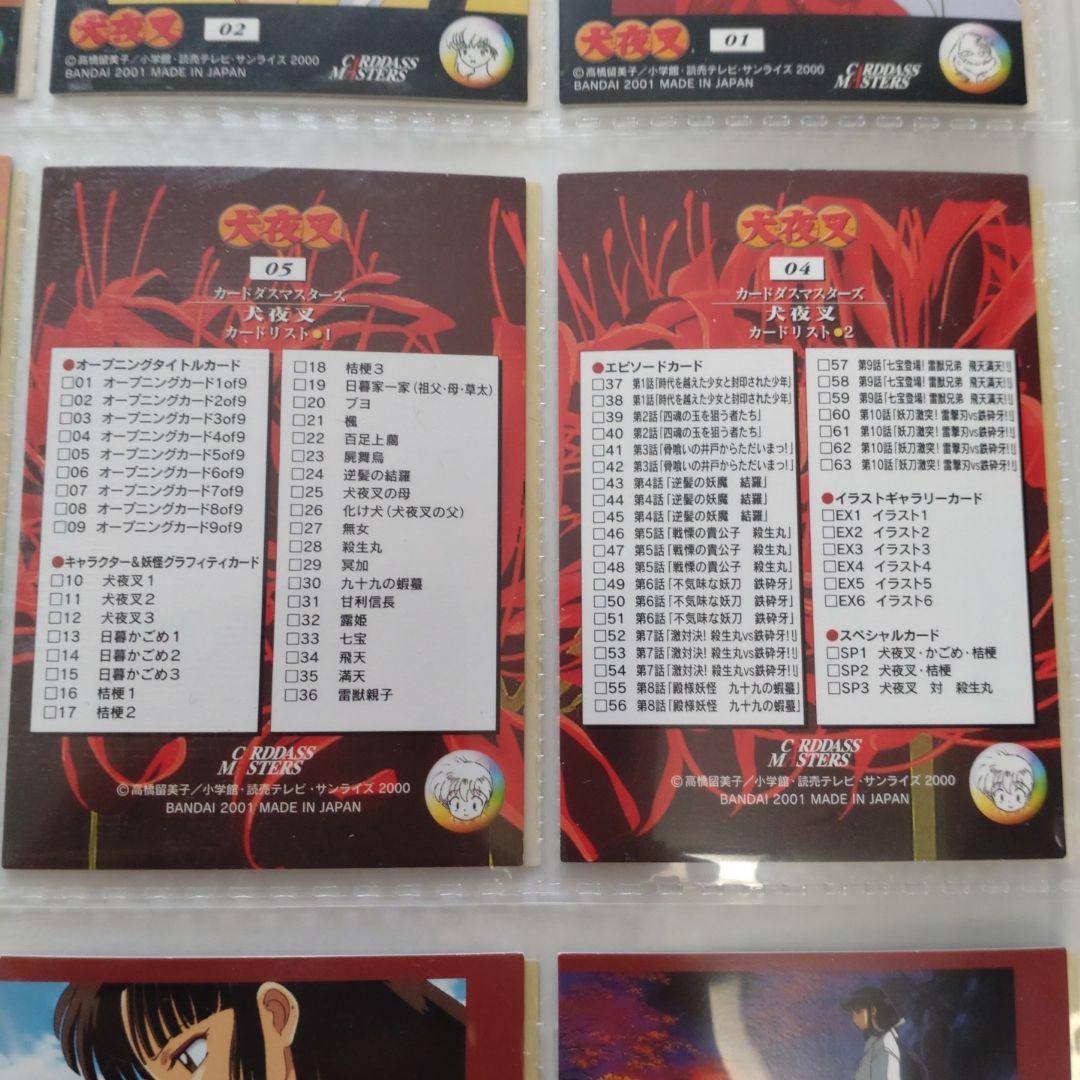 犬夜叉
02
©高橋留美子／小学館・読売テレビ・サンライズ 2000
BANDAI 2001 MADE IN JAPAN
CARDDASS
MASTERS
犬夜叉
01
©高橋留美子／小学館・読売テレビ・サンライズ 2000
BANDAI 2001 MADE IN JAPAN
CARDDASS
MASTERS
犬夜叉
05
カードダスマスターズ
犬夜叉
カードリスト●1
●オープニングタイトルカード
□01 オープニングカード1of9
□02 オープニングカード2of9
□03 オープニングカード3of9
□04 オープニングカード4of9
□05 オープニングカード5of9
□06 オープニングカード6of9
□07 オープニングカード7of9
□08 オープニングカード8of9
□09 オープニングカード9of9
●キャラクター&妖怪グラフィティカード
□10 犬夜叉1
□11 犬夜叉2
□12 犬夜叉3
□13 日暮かごめ1
□14 日暮かごめ2
□15 日暮かごめ3
□16 桔梗1
□17 桔梗2
□18 桔梗3
□19 日暮家一家(祖父・母・草太)
□20 ブヨ
□21 楓
□22 百足上臈
□23 屍舞烏
□24 逆髪の結羅
□25 犬夜叉の母
□26 化け犬(犬夜叉の父)
□27 無女
□28 殺生丸
□29 冥加
□30 九十九の蝦蟇
□31 甘利信長
□32 露姫
□33 七宝
□34 飛天
□35 満天
□36 雷獣親子
CARDDASS
MASTERS
©高橋留美子／小学館・読売テレビ・サンライズ 2000
BANDAI 2001 MADE IN JAPAN
犬夜叉
04
カードダスマスターズ
犬夜叉
カードリスト●2
●エピソードカード
□37 第1話「時代を越えた少女と封印された少年」
□38 第1話「時代を越えた少女と封印された少年」
□39 第2話「四魂の玉を狙う者たち」
□40 第2話「四魂の玉を狙う者たち」
□41 第3話「骨喰いの井戸からただいまっ!」
□42 第3話「骨喰いの井戸からただいまっ!」
□43 第4話「逆髪の妖魔 結羅」
□44 第4話「逆髪の妖魔 結羅」
□45 第4話「逆髪の妖魔 結羅」
□46 第5話「戦慄の貴公子 殺生丸」
□47 第5話「戦慄の貴公子 殺生丸」
□48 第5話「戦慄の貴公子 殺生丸」
□49 第6話「不気味な妖刀 鉄砕牙」
□50 第6話「不気味な妖刀 鉄砕牙」
□51 第6話「不気味な妖刀 鉄砕牙」
□52 第7話「激対決! 殺生丸vs鉄砕牙!!」
□53 第7話「激対決! 殺生丸vs鉄砕牙!!」
□54 第7話「激対決! 殺生丸vs鉄砕牙!!」
□55 第8話「殿様妖怪 九十九の蝦蟇」
□56 第8話「殿様妖怪 九十九の蝦蟇」
□57 第9話「七宝登場! 雷獣兄弟 飛天満天!!」
□58 第9話「七宝登場! 雷獣兄弟 飛天満天!!」
□59 第9話「七宝登場! 雷獣兄弟 飛天満天!!」
□60 第10話「妖刀激突! 雷撃刃vs鉄砕牙!!」
□61 第10話「妖刀激突! 雷撃刃vs鉄砕牙!!」
□62 第10話「妖刀激突! 雷撃刃vs鉄砕牙!!」
□63 第10話「妖刀激突! 雷撃刃vs鉄砕牙!!」
●イラストギャラリーカード
□EX1 イラスト1
□EX2 イラスト2
□EX3 イラスト3
□EX4 イラスト4
□EX5 イラスト5
□EX6 イラスト6
●スペシャルカード
□SP1 犬夜叉・かごめ・桔梗
□SP2 犬夜叉・桔梗
□SP3 犬夜叉 対 殺生丸
CARDDASS
MASTERS
©高橋留美子／小学館・読売テレビ・サンライズ 2000
BANDAI 2001 MADE IN JAPAN